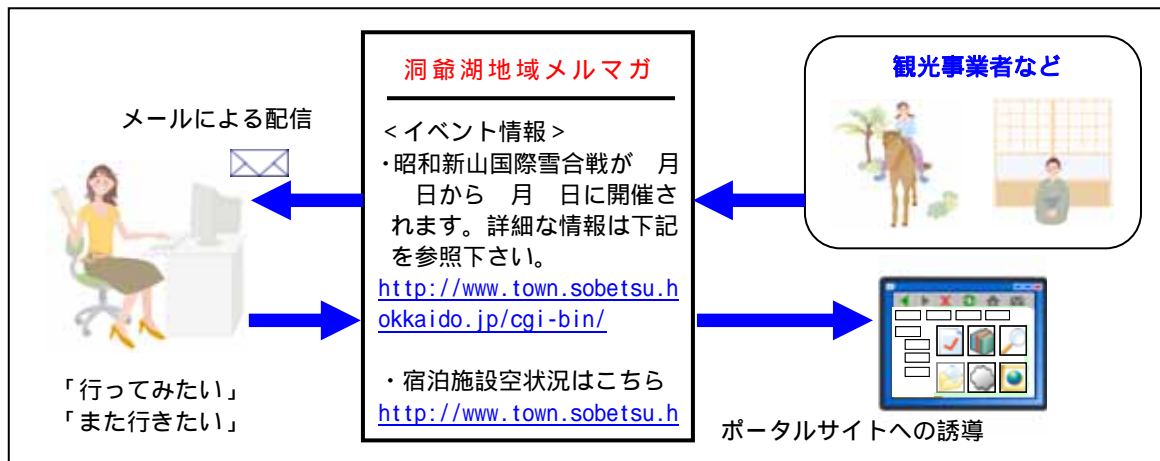 メールによる配信
「行ってみたい」
「また行きたい」
洞爺湖地域メルマガ
<イベント情報>
・昭和新山国際雪合戦が　月
　日から　月　日に開催さ
れます。詳細な情報は下記
を参照下さい。
http://www.town.sobetsu.h
okkaido.jp/cgi-bin/
・宿泊施設空状況はこちら
http://www.town.sobetsu.h
観光事業者など
ポータルサイトへの誘導